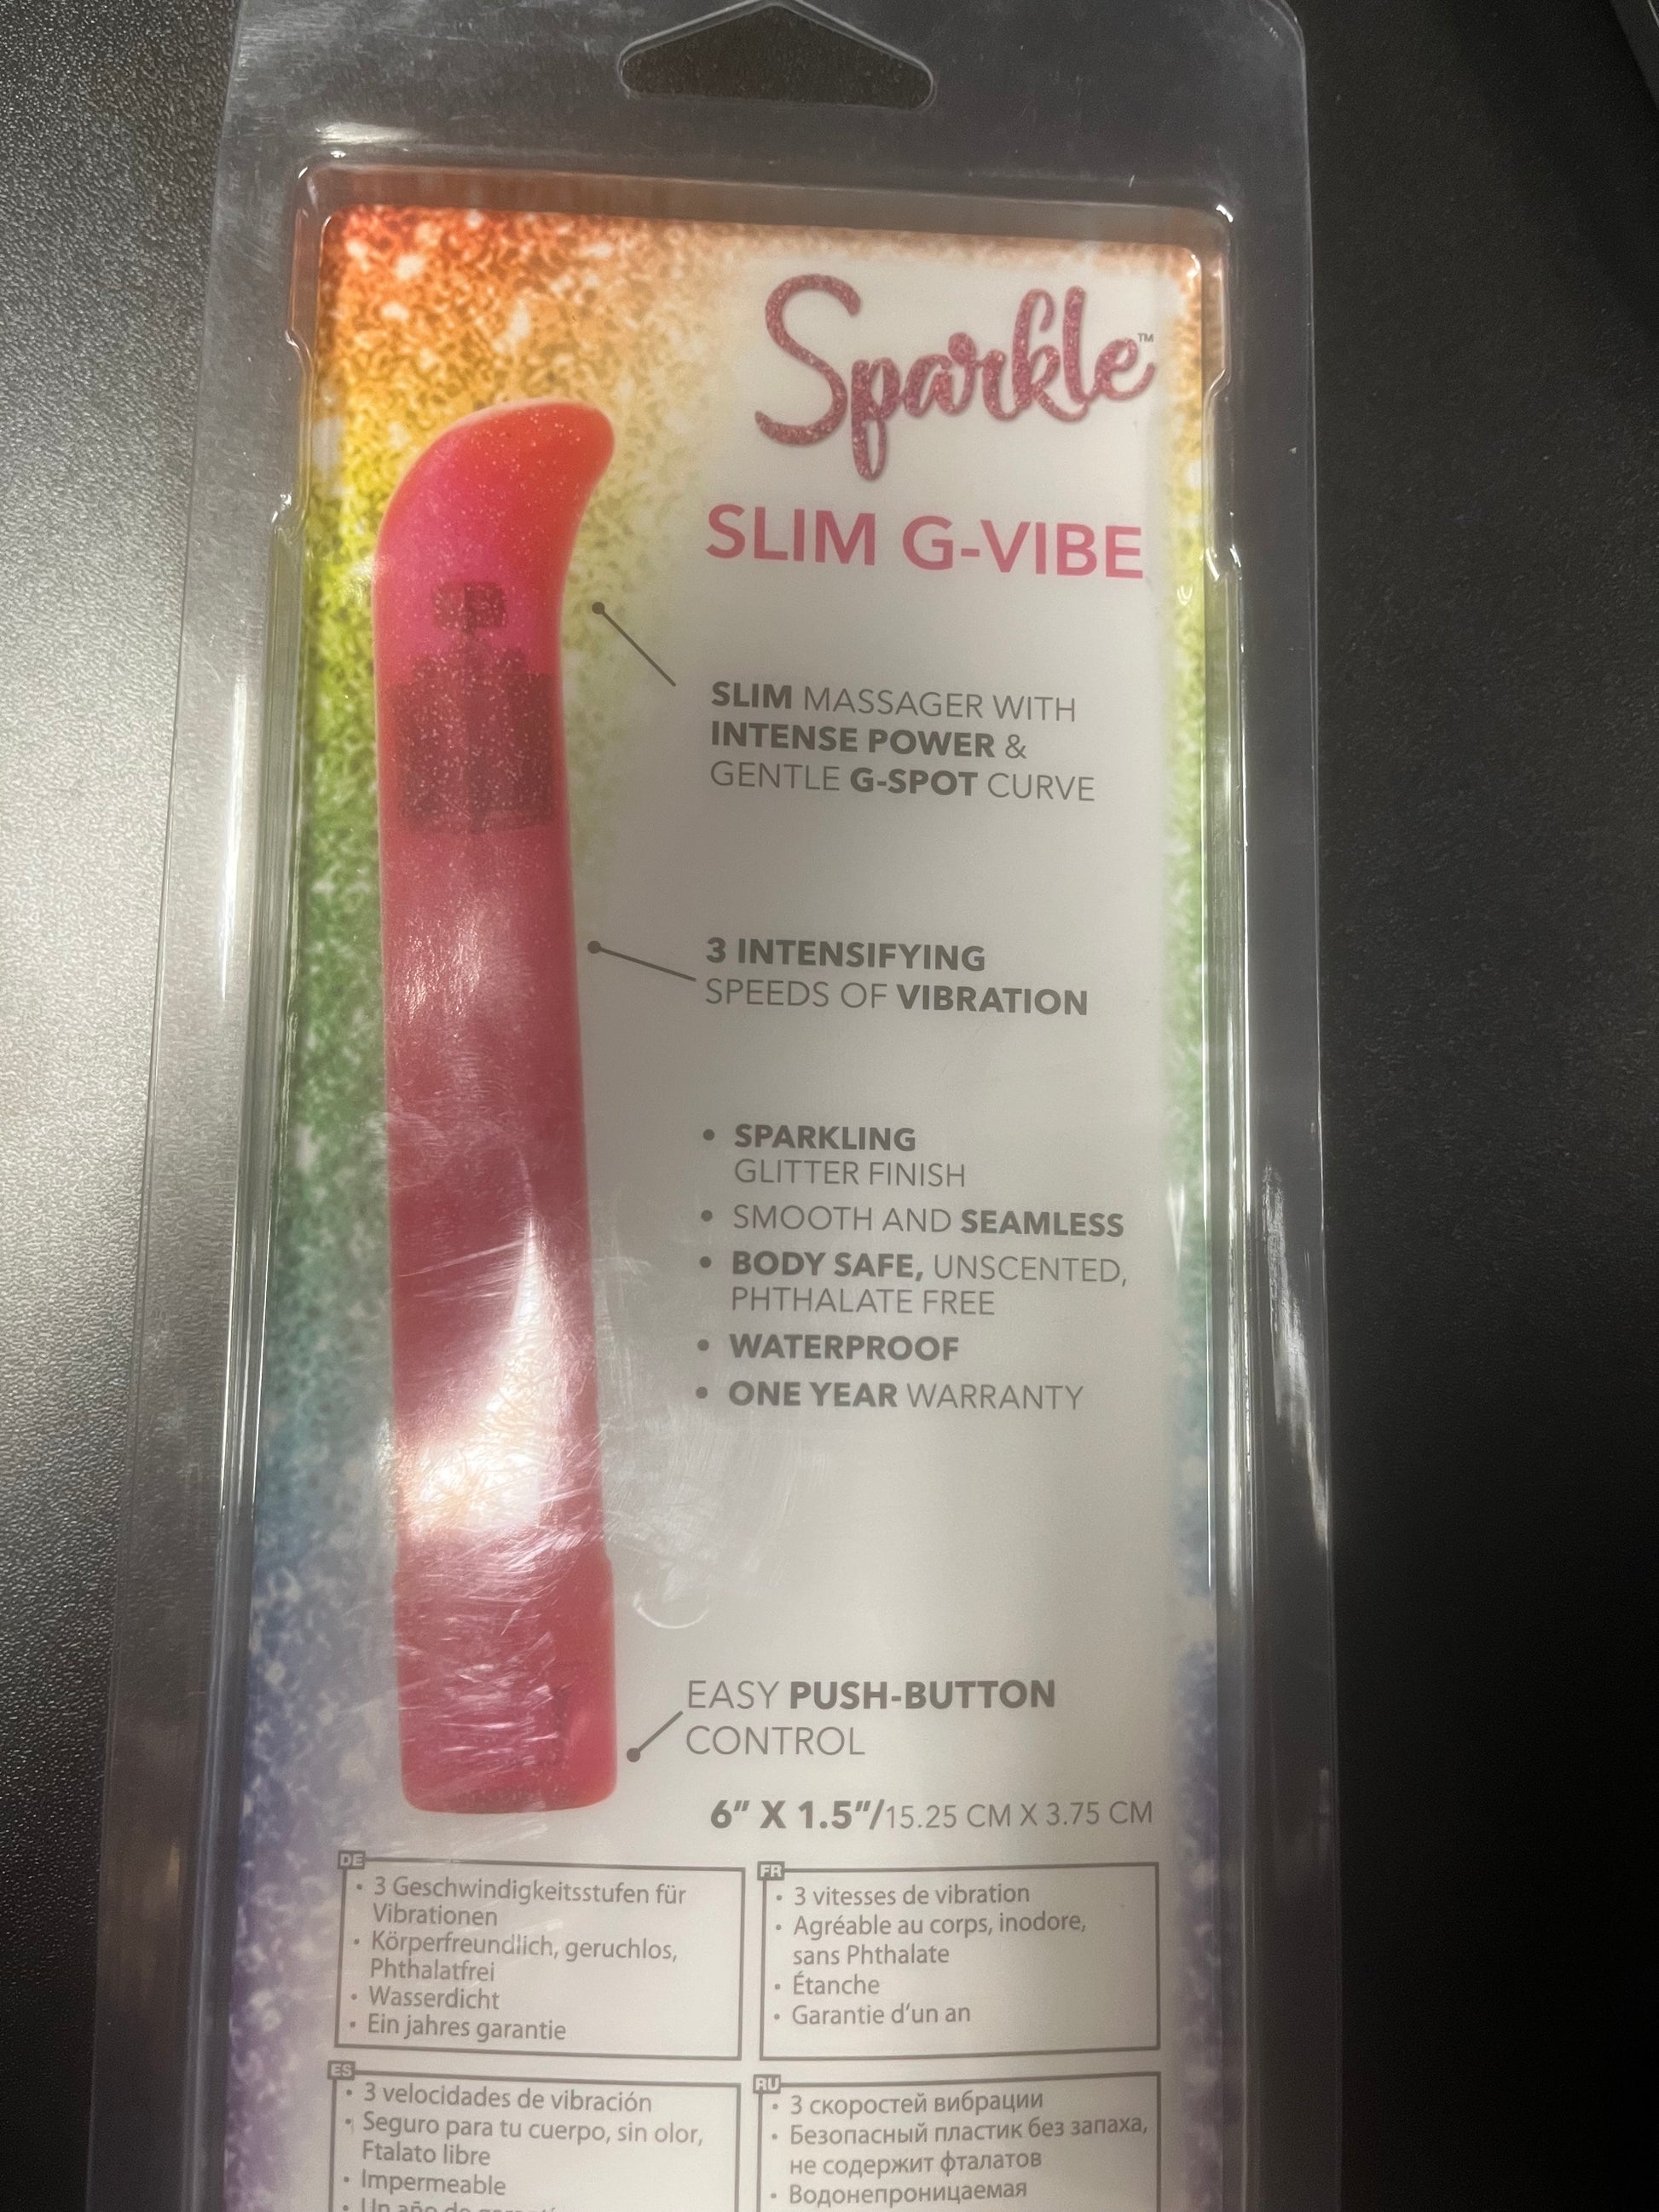 Sparkle™
SLIM G-VIBE
SLIM MASSAGER WITH
INTENSE POWER &
GENTLE G-SPOT CURVE
3 INTENSIFYING
SPEEDS OF VIBRATION
• SPARKLING
GLITTER FINISH
• SMOOTH AND SEAMLESS
• BODY SAFE, UNSCENTED,
PHTHALATE FREE
• WATERPROOF
• ONE YEAR WARRANTY
EASY PUSH-BUTTON
CONTROL
6” X 1.5”/15.25 CM X 3.75 CM
DE
• 3 Geschwindigkeitsstufen für
Vibrationen
• Körperfreundlich, geruchlos,
Phthalatfrei
• Wasserdicht
• Ein jahres garantie
FR
• 3 vitesses de vibration
• Agréable au corps, inodore,
sans Phthalate
• Étanche
• Garantie d‘un an
ES
• 3 velocidades de vibración
• Seguro para tu cuerpo, sin olor,
Ftalato libre
• Impermeable
• Un año de
RU
• 3 скоростей вибрации
• Безопасный пластик без запаха,
не содержит фталатов
• Водонепроницаемая